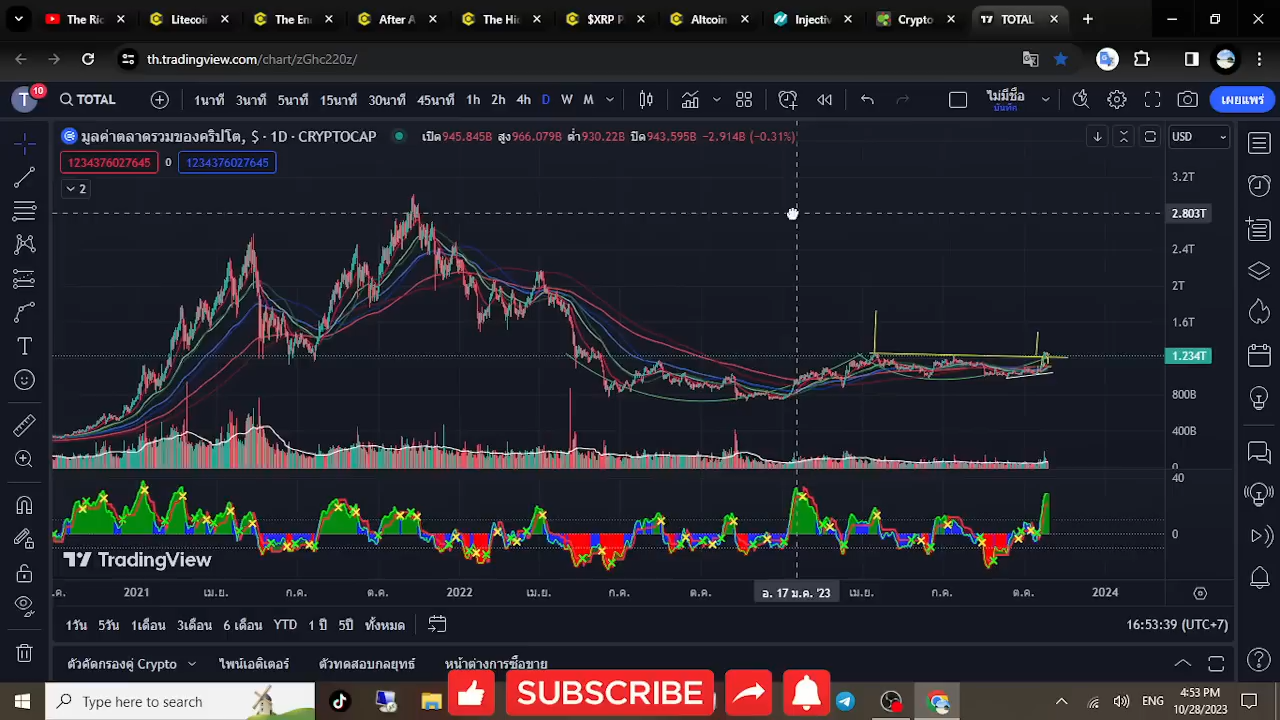 The Ric
Litecoin
The En
After A
The Hi
$XRP P
Altcoin
Injectiv
Crypto
TOTAL
th.tradingview.com/chart/zGhc220z/
T
10
TOTAL
1นาที
3นาที
5นาที
15นาที
30นาที
45นาที
1h
2h
4h
D
W
M
ไม่มีชื่อ
บันทึก
เผยแพร่
มูลค่าตลาดรวมของคริปโต, $ · 1D · CRYPTOCAP
เปิด945.845B สูง966.079B ต่ำ930.22B ปิด943.595B -2.914B (-0.31%)
USD
1234376027645
0
1234376027645
2
3.2T
2.803T
2.4T
2T
1.6T
1.234T
800B
400B
0
40
0
TradingView
2021
เม.ย.
ก.ค.
ต.ค.
2022
เม.ย.
ก.ค.
ต.ค.
อ. 17 ม.ค. '23
เม.ย.
ก.ค.
ต.ค.
2024
1วัน
5วัน
1เดือน
3เดือน
6 เดือน
YTD
1 ปี
5ปี
ทั้งหมด
16:53:39 (UTC+7)
ตัวคัดกรองคู่ Crypto
ไพน์เอดิเตอร์
ตัวทดสอบกลยุทธ์
หน้าต่างการซื้อขาย
SUBSCRIBE
Type here to search
ENG
4:53 PM
10/28/2023